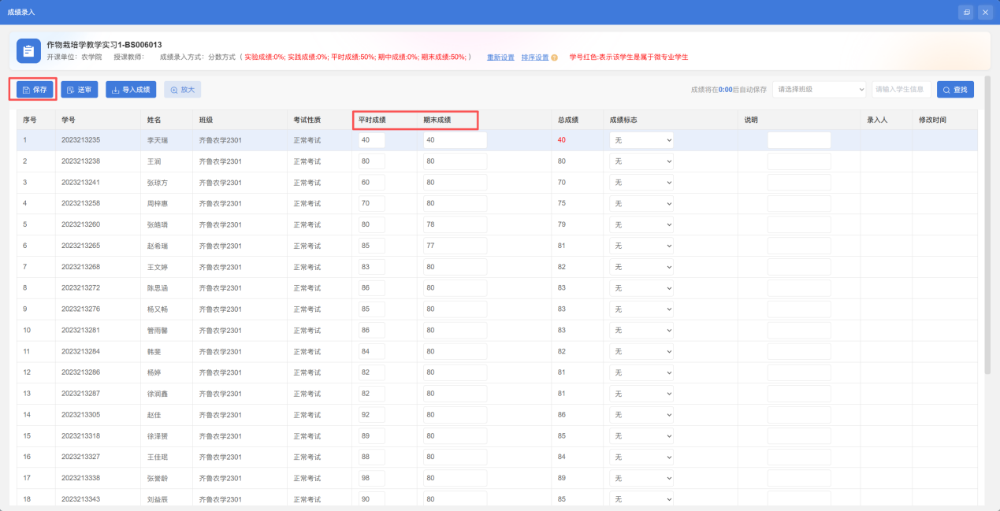 成绩录入
作物栽培学教学实习1-BS006013
开课单位：农学院 授课教师： 成绩录入方式：分数方式（ 实验成绩:0%; 实践成绩:0%; 平时成绩:50%; 期中成绩:0%; 期末成绩:50%; ） 重新设置 排序设置 ? 学号红色:表示该学生是属于微专业学生
保存 送审 导入成绩 放大 成绩将在0:00后自动保存 请选择班级 请输入学生信息 查找
序号 学号 姓名 班级 考试性质 平时成绩 期末成绩 总成绩 成绩标志 说明 录入人 修改时间
1 2023213235 李天瑞 齐鲁农学2301 正常考试 40 40 40 无
2 2023213238 王润 齐鲁农学2301 正常考试 80 80 80 无
3 2023213241 张琼方 齐鲁农学2301 正常考试 60 80 70 无
4 2023213258 周梓惠 齐鲁农学2301 正常考试 70 80 75 无
5 2023213260 张皓 齐鲁农学2301 正常考试 80 78 79 无
6 2023213265 赵希瑞 齐鲁农学2301 正常考试 85 77 81 无
7 2023213268 王文婷 齐鲁农学2301 正常考试 83 80 82 无
8 2023213272 陈思涵 齐鲁农学2301 正常考试 86 80 83 无
9 2023213276 杨又畅 齐鲁农学2301 正常考试 85 80 83 无
10 2023213281 管雨馨 齐鲁农学2301 正常考试 86 80 83 无
11 2023213284 韩斐 齐鲁农学2301 正常考试 84 80 82 无
12 2023213286 杨婷 齐鲁农学2301 正常考试 82 80 81 无
13 2023213287 徐润鑫 齐鲁农学2301 正常考试 82 80 81 无
14 2023213305 赵佳 齐鲁农学2301 正常考试 92 80 86 无
15 2023213318 徐泽赟 齐鲁农学2301 正常考试 89 80 85 无
16 2023213327 王佳珉 齐鲁农学2301 正常考试 88 80 84 无
17 2023213338 张誉龄 齐鲁农学2301 正常考试 98 80 89 无
18 2023213343 刘益辰 齐鲁农学2301 正常考试 90 80 85 无